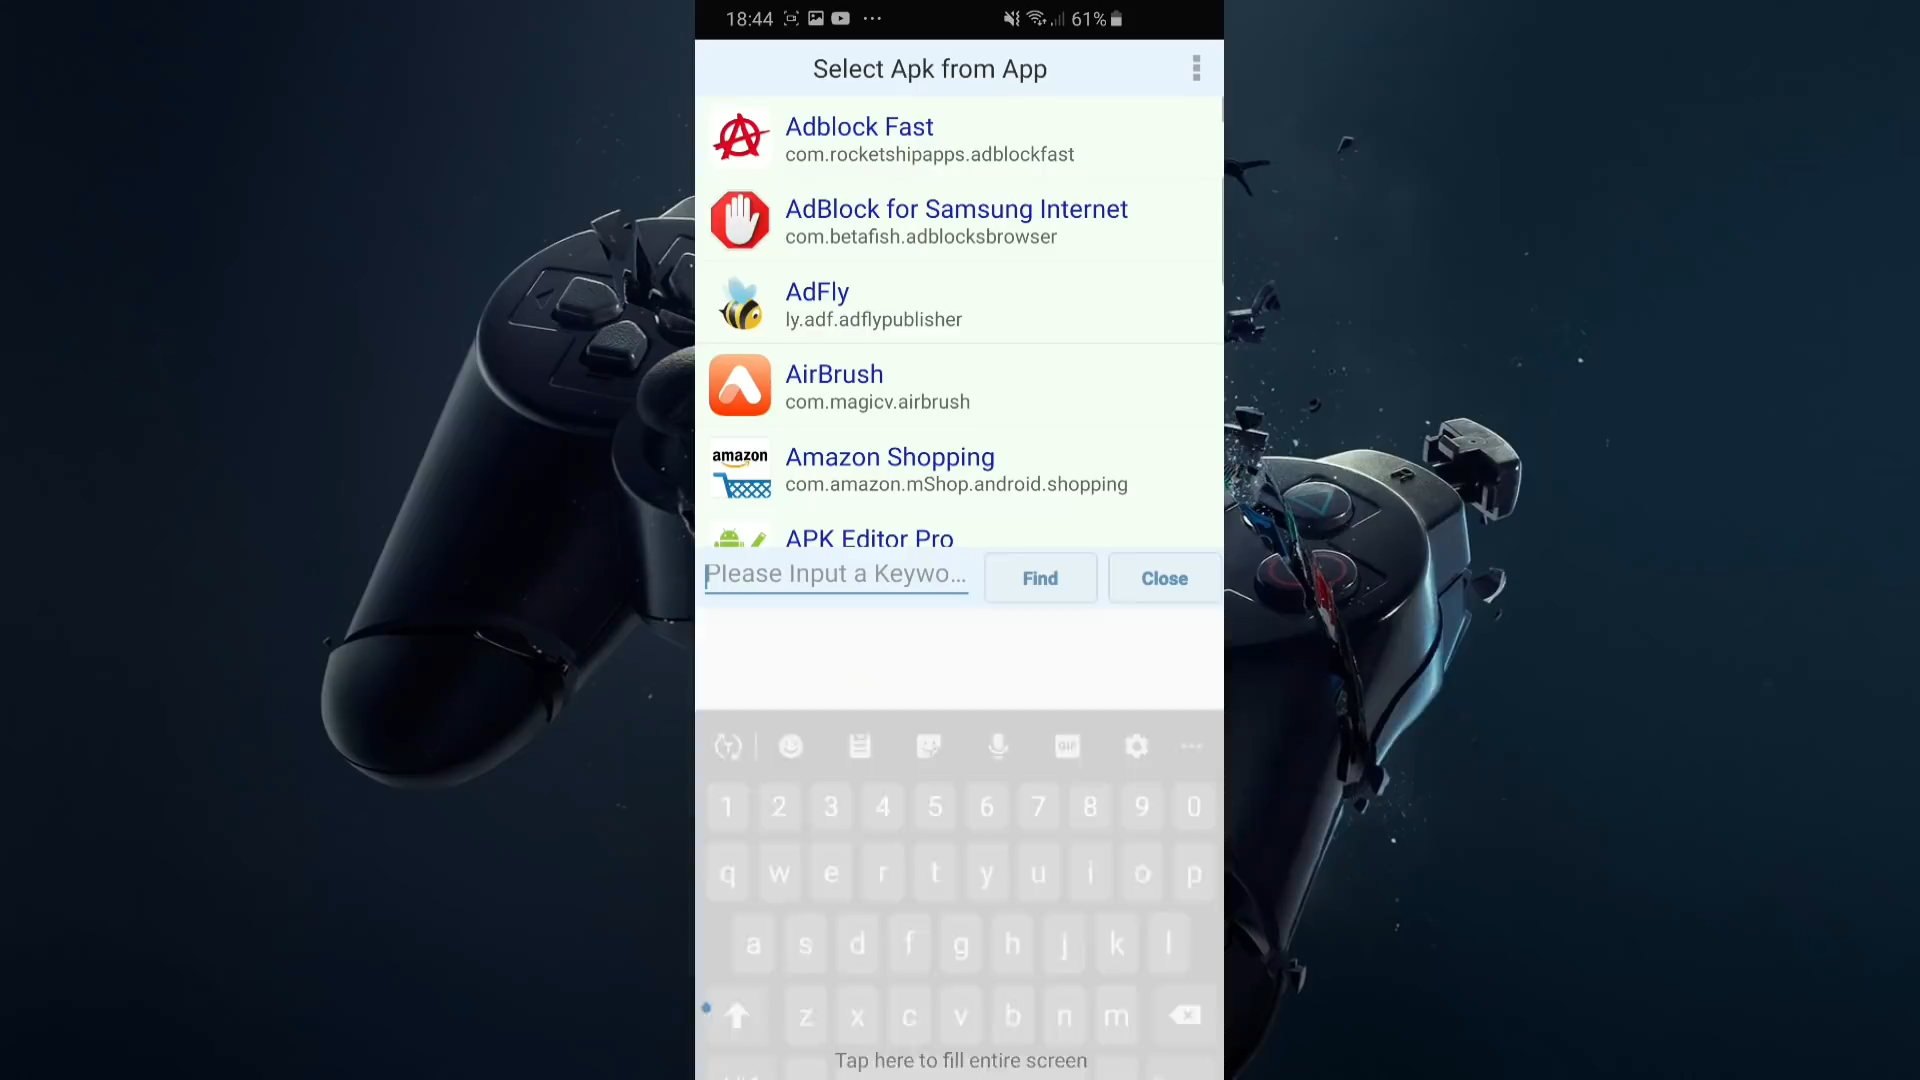 18:44 61%
Select Apk from App
Adblock Fast
com.rocketshipapps.adblockfast
AdBlock for Samsung Internet
com.betafish.adblocksbrowser
AdFly
ly.adf.adflypublisher
AirBrush
com.magicv.airbrush
amazon
Amazon Shopping
com.amazon.mShop.android.shopping
APK Editor Pro
Please Input a Keywo... Find Close
GIF
1 2 3 4 5 6 7 8 9 0
q w e r t y u i o p
a s d f g h j k l
z x c v b n m
Tap here to fill entire screen